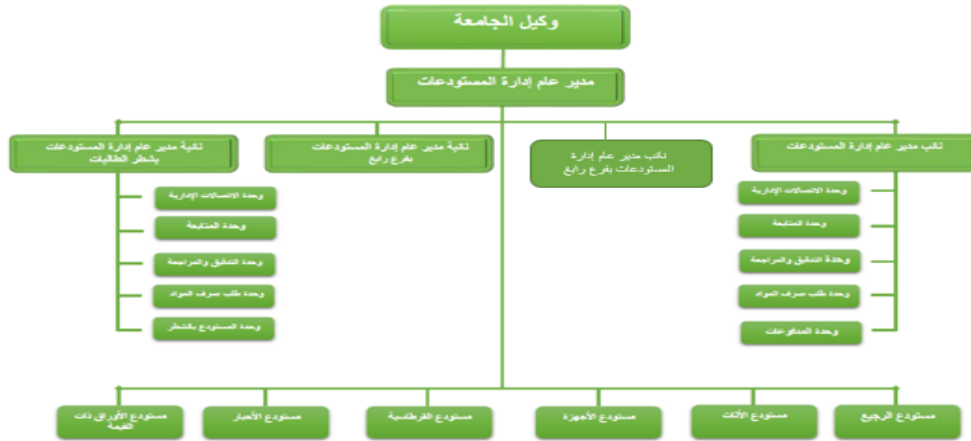 وكيل الجامعة
مدير عام إدارة المستودعات
نائب مدير عام إدارة المستودعات
نائب مدير عام إدارة
المستودعات بفرع رابغ
نائبة مدير عام إدارة المستودعات
بفرع رابغ
نائبة مدير عام إدارة المستودعات
بشطر الطالبات
وحدة الاتصالات الإدارية
وحدة المتابعة
وحدة التدقيق والمراجعة
وحدة طلب صرف المواد
وحدة المدفوعات
وحدة الاتصالات الإدارية
وحدة المتابعة
وحدة التدقيق والمراجعة
وحدة طلب صرف المواد
وحدة المستودع بالشطر
مستودع الرجيع
مستودع الأثاث
مستودع الأجهزة
مستودع القرطاسية
مستودع الأحبار
مستودع الأوراق ذات
القيمة